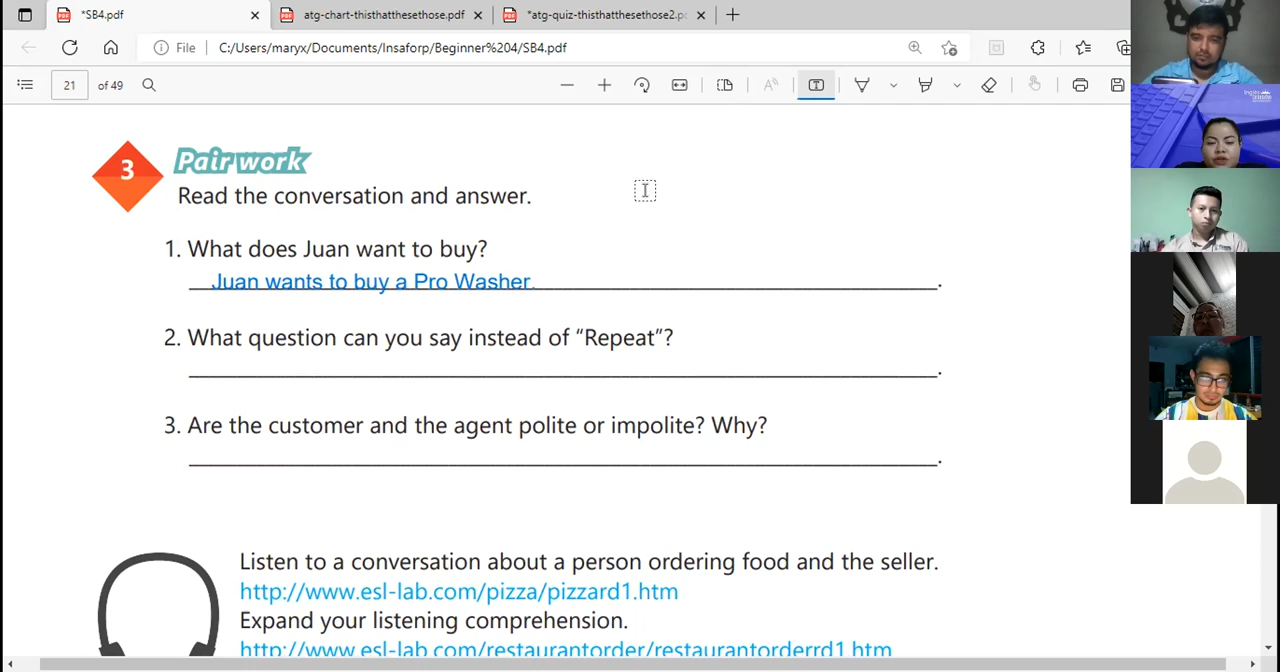 *SB4.pdf
atg-chart-thisthatthesethose.pdf
*atg-quiz-thisthatthesethose2.pc
File
C:/Users/maryx/Documents/Insaforp/Beginner%204/SB4.pdf
21 of 49
3
Pair work
Read the conversation and answer.
1. What does Juan want to buy?
Juan wants to buy a Pro Washer.
2. What question can you say instead of “Repeat”?
3. Are the customer and the agent polite or impolite? Why?
Listen to a conversation about a person ordering food and the seller.
http://www.esl-lab.com/pizza/pizzard1.htm
Expand your listening comprehension.
http://www.esl-lab.com/restaurantorder/restaurantorderrd1.htm